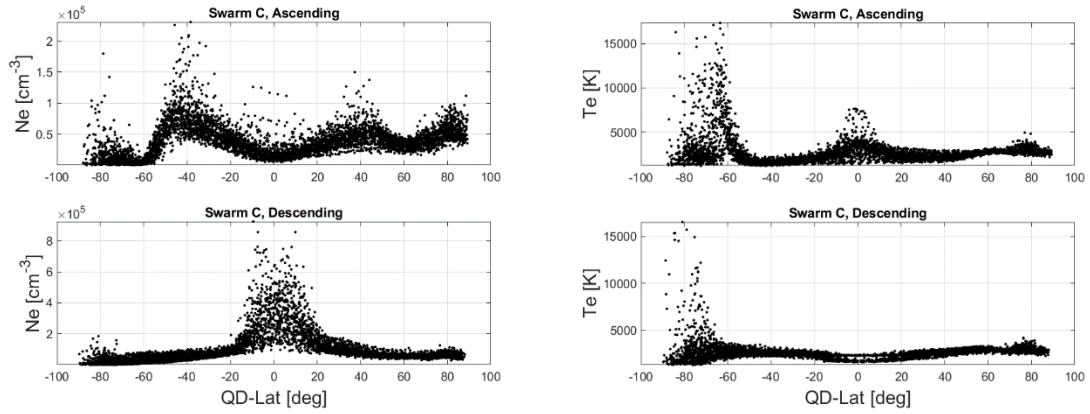 Swarm C, Ascending
×10^5
Ne [cm^-3]
2
1.5
1
0.5
-100 -80 -60 -40 -20 0 20 40 60 80 100
Swarm C, Ascending
Te [K]
15000
10000
5000
-100 -80 -60 -40 -20 0 20 40 60 80 100
Swarm C, Descending
×10^5
Ne [cm^-3]
8
6
4
2
-100 -80 -60 -40 -20 0 20 40 60 80 100
QD-Lat [deg]
Swarm C, Descending
Te [K]
15000
10000
5000
-100 -80 -60 -40 -20 0 20 40 60 80 100
QD-Lat [deg]